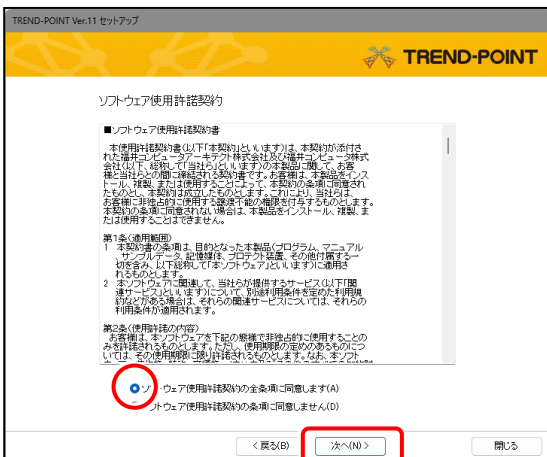 TREND-POINT Ver.11 セットアップ
TREND-POINT
ソフトウェア使用許諾契約
■ソフトウェア使用許諾契約書
本使用許諾契約書(以下「本契約」といいます)は、本契約が添付さ
れた福井コンピュータアーキテクト株式会社及び福井コンピュータ株式
会社(以下、総称して「当社ら」といいます)の本製品に関して、お客
様と当社らとの間に締結される契約書です。お客様は、本製品をインス
トール、複製、または使用することによって、本契約の条項に同意され
たものとし、本契約は成立したものとします。これにより、当社らは、
お客様に非独占的に使用する譲渡不能の権限を付与するものとします。
本契約の条項に同意されない場合は、本製品をインストール、複製、ま
たは使用することはできません。
第1条(適用範囲)
1 本契約書の条項は、目的となった本製品(プログラム、マニュアル
、サンプルデータ、記憶媒体、プロテクト装置、その他付属する一
切を含み、以下総称して「本ソフトウェア」といいます)に適用さ
れるものとします。
2 本ソフトウェアに関連して、当社らが提供するサービス(以下「関
連サービス」といいます)について、別途利用条件を定めた利用規
約などがある場合は、それらの関連サービスについては、それらの
利用条件が適用されます。
第2条(使用許諾の内容)
お客様は、本ソフトウェアを下記の態様で非独占的に使用することの
みを許諾されるものとします。ただし、使用期限の定めのあるものにつ
いては、その使用期限に限り許諾されるものとします。なお、本ソフト
ソフトウェア使用許諾契約の全条項に同意します(A)
フトウェア使用許諾契約の条項に同意しません(D)
< 戻る(B)
次へ(N) >
閉じる